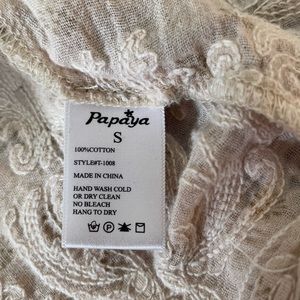 Papaya
S
100%COTTON
STYLE#T-1008
MADE IN CHINA
HAND WASH COLD
OR DRY CLEAN
NO BLEACH
HANG TO DRY